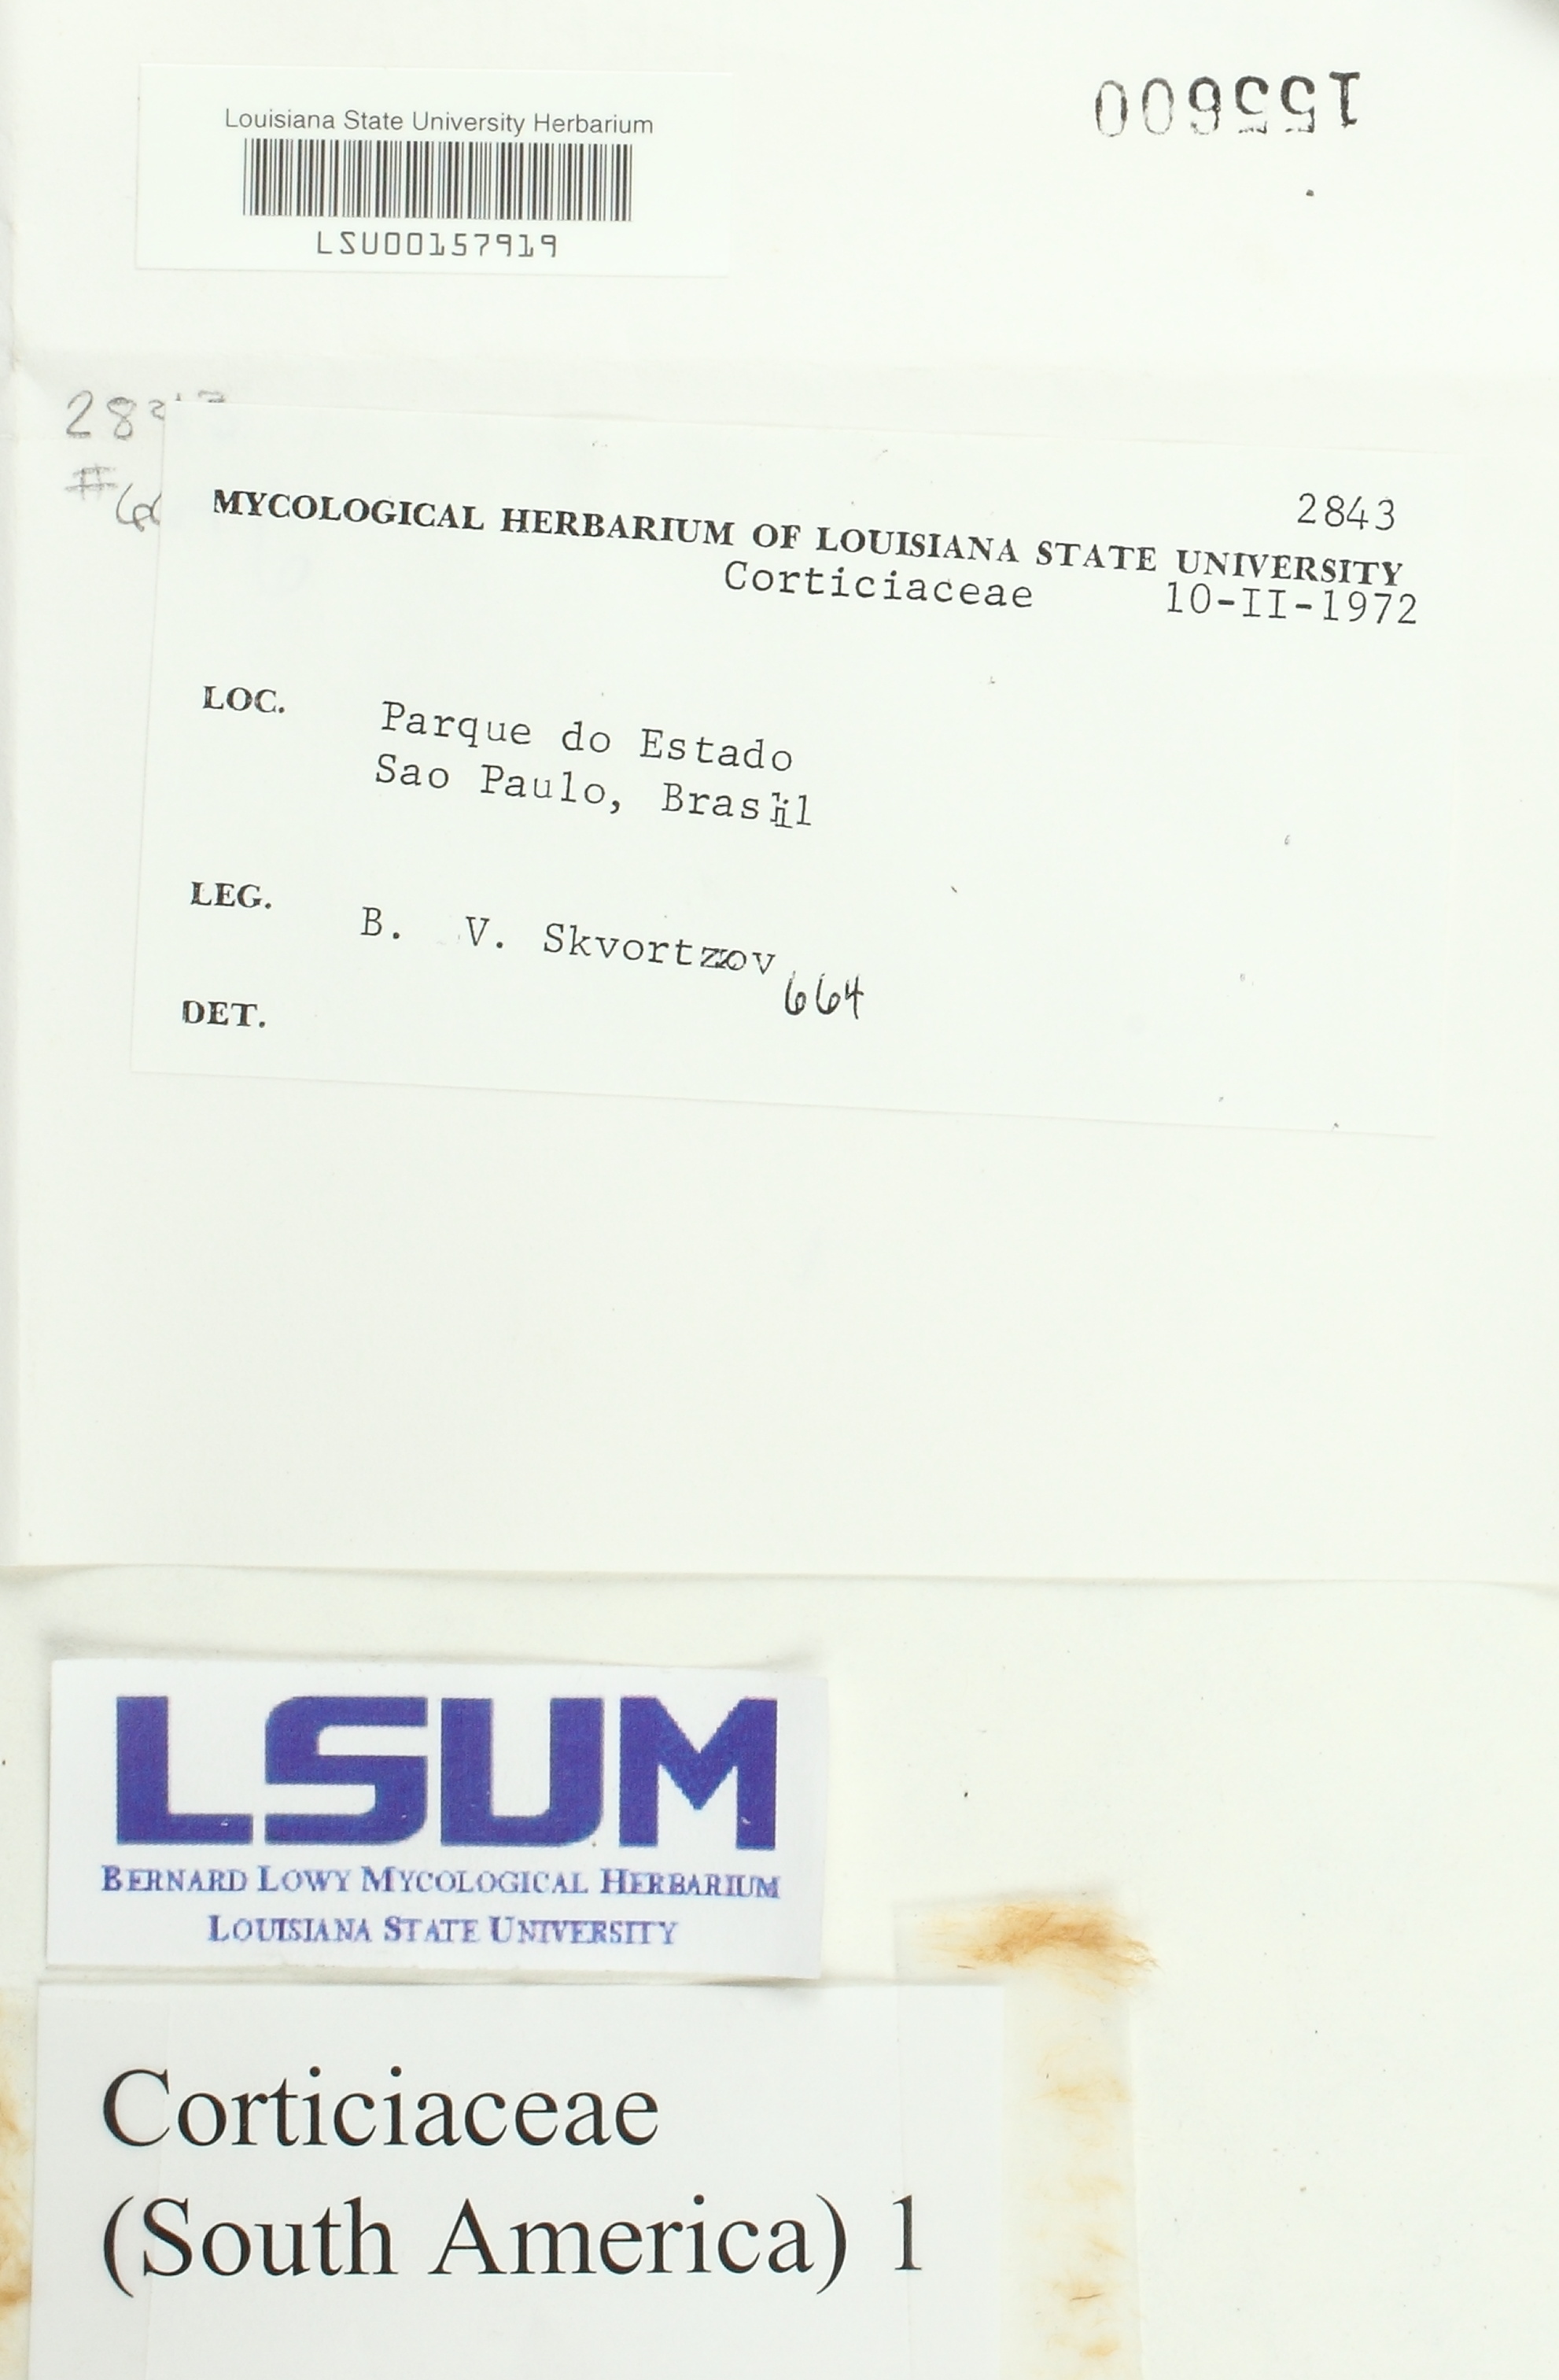 Louisiana State University Herbarium
LSU00157919
155600
MYCOLOGICAL HERBARIUM OF LOUISIANA STATE UNIVERSITY
2843
Corticiaceae 10-II-1972
LOC. Parque do Estado
Sao Paulo, Brasil
LEG. B. V. Skvortzov
664
DET.
LSUM
BERNARD LOWY MYCOLOGICAL HERBARIUM
LOUISIANA STATE UNIVERSITY
Corticiaceae
(South America) 1